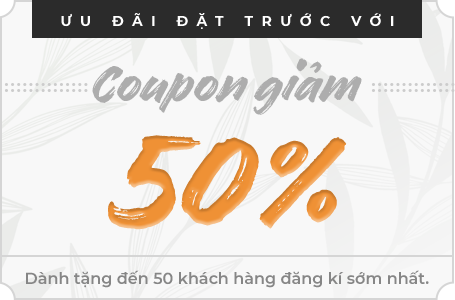 ƯU ĐÃI ĐẶT TRƯỚC VỚI
Coupon giảm
50%
Dành tặng đến 50 khách hàng đăng kí sớm nhất.